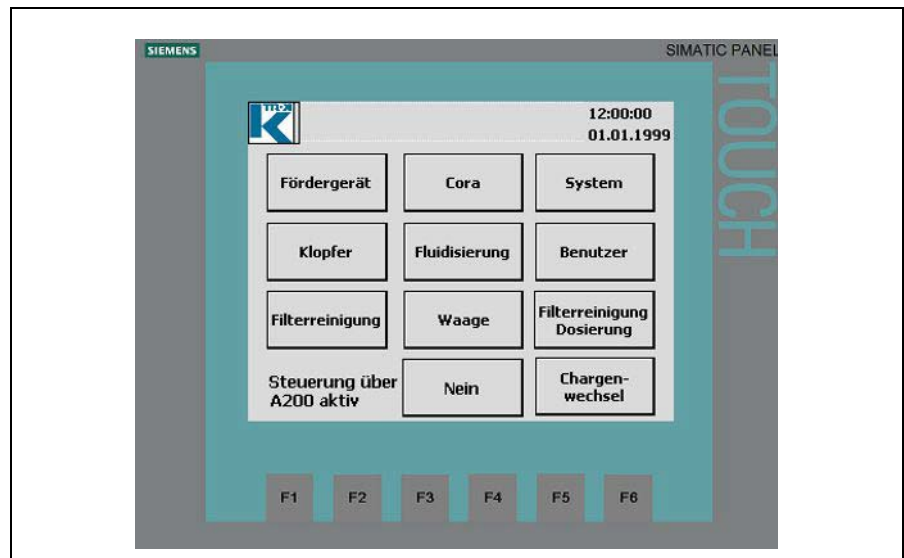 SIEMENS
SIMATIC PANEL
TOUCH
12:00:00
01.01.1999
Fördergerät
Cora
System
Klopfer
Fluidisierung
Benutzer
Filterreinigung
Waage
Filterreinigung
Dosierung
Steuerung über
A200 aktiv
Nein
Chargen-
wechsel
F1 F2 F3 F4 F5 F6